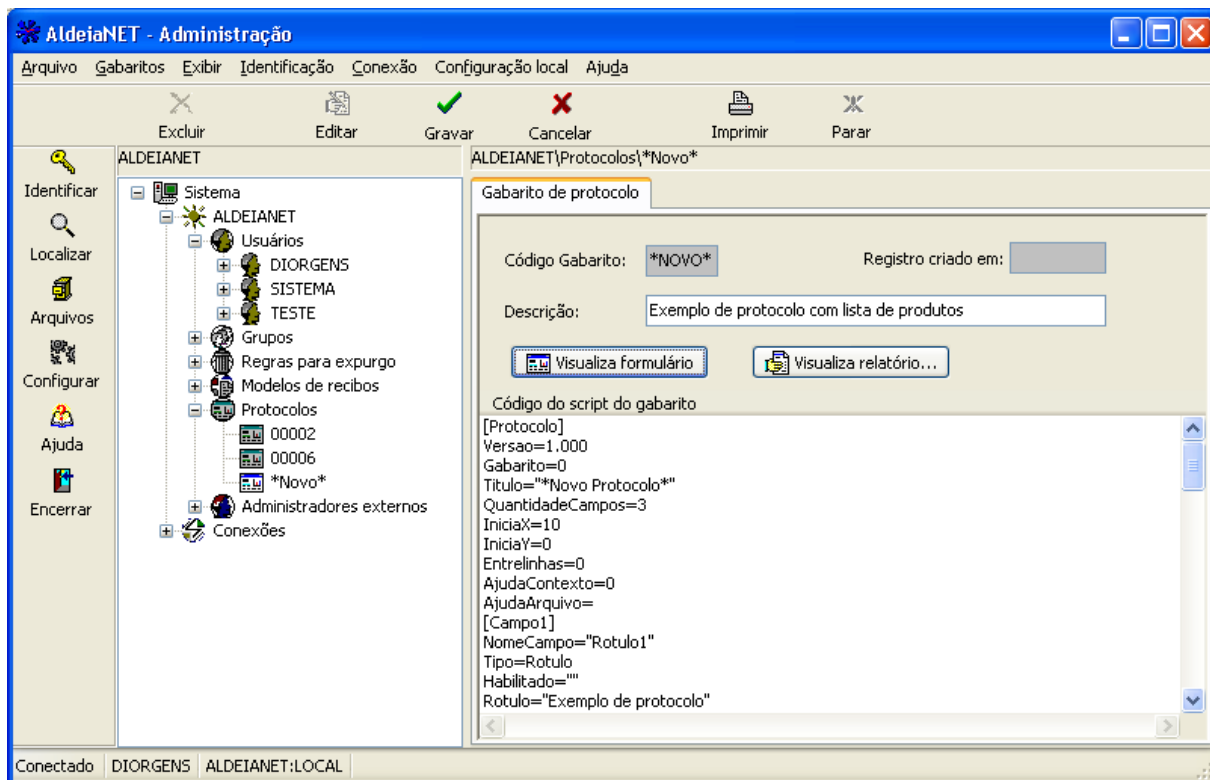 AldeiaNET - Administração
Arquivo Gabaritos Exibir Identificação Conexão Configuração local Ajuda
Excluir Editar Gravar Cancelar Imprimir Parar
Identificar
Localizar
Arquivos
Configurar
Ajuda
Encerrar
ALDEIANET
Sistema
ALDEIANET
Usuários
DIORGENS
SISTEMA
TESTE
Grupos
Regras para expurgo
Modelos de recibos
Protocolos
00002
00006
*Novo*
Administradores externos
Conexões
ALDEIANET\Protocolos\*Novo*
Gabarito de protocolo
Código Gabarito: *NOVO* Registro criado em:
Descrição: Exemplo de protocolo com lista de produtos
Visualiza formulário Visualiza relatório...
Código do script do gabarito
[Protocolo]
Versao=1.000
Gabarito=0
Titulo="*Novo Protocolo*"
QuantidadeCampos=3
IniciaX=10
IniciaY=0
Entrelinhas=0
AjudaContexto=0
AjudaArquivo=
[Campo1]
NomeCampo="Rotulo1"
Tipo=Rotulo
Habilitado=""
Rotulo="Exemplo de protocolo"
Conectado DIORGENS ALDEIANET:LOCAL